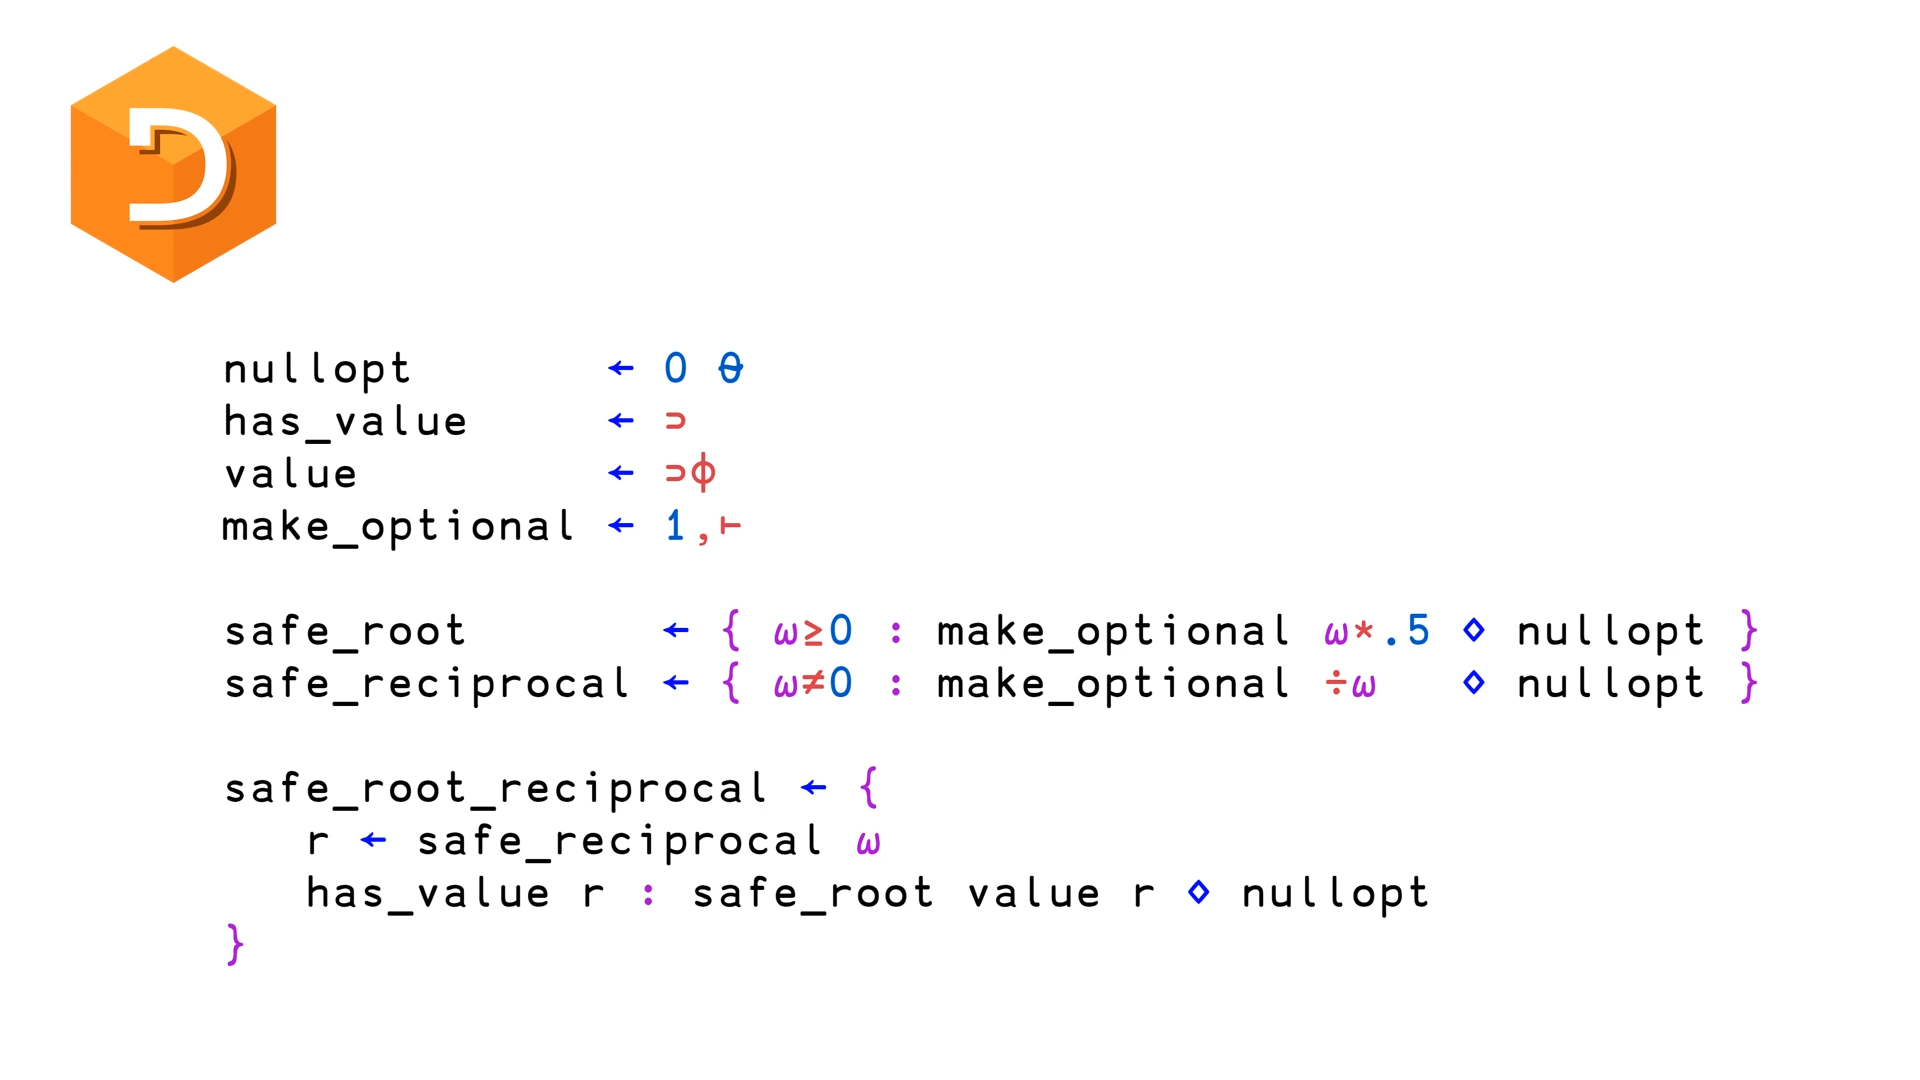 nullopt       ← 0 ⍬
has_value     ← ⊃
value         ← ⊃⌽
make_optional ← 1,⊢
safe_root       ← { ⍵≥0 : make_optional ⍵*.5 ⋄ nullopt }
safe_reciprocal ← { ⍵≠0 : make_optional ÷⍵   ⋄ nullopt }
safe_root_reciprocal ← {
   r ← safe_reciprocal ⍵
   has_value r : safe_root value r ⋄ nullopt
}